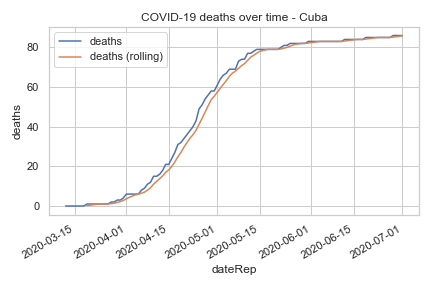 COVID-19 deaths over time - Cuba
deaths
deaths (rolling)
80
60
40
20
0
deaths
2020-03-15
2020-04-01
2020-04-15
2020-05-01
2020-05-15
2020-06-01
2020-06-15
2020-07-01
dateRep